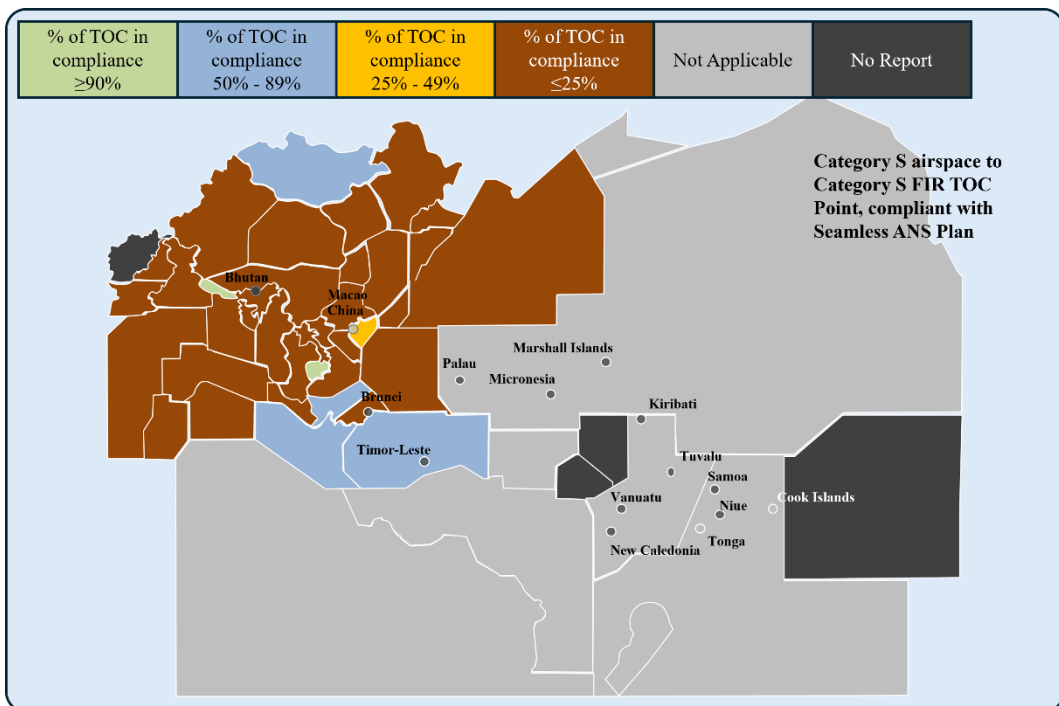 % of TOC in
compliance
≥90%
% of TOC in
compliance
50% - 89%
% of TOC in
compliance
25% - 49%
% of TOC in
compliance
≤25%
Not Applicable
No Report
Category S airspace to
Category S FIR TOC
Point, compliant with
Seamless ANS Plan
Bhutan
Macao
China
Marshall Islands
Palau
Micronesia
Brunei
Kiribati
Timor-Leste
Tuvalu
Samoa
Cook Islands
Vanuatu
Niue
New Caledonia
Tonga